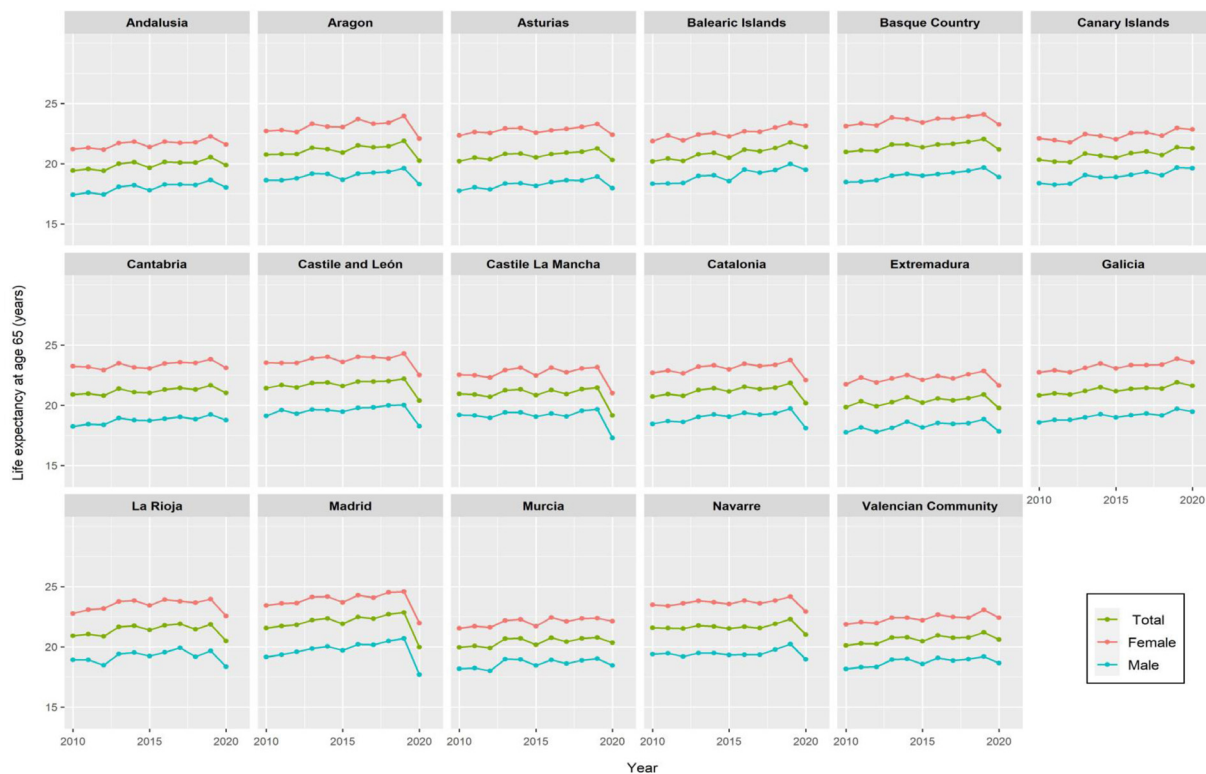 Andalusia Aragon Asturias Balearic Islands Basque Country Canary Islands
25
20
15
Cantabria Castile and León Castile La Mancha Catalonia Extremadura Galicia
25
20
15
2010 2015 2020
La Rioja Madrid Murcia Navarre Valencian Community
25
20
15
2010 2015 2020 2010 2015 2020 2010 2015 2020 2010 2015 2020 2010 2015 2020
Year
Life expectancy at age 65 (years)
Total
Female
Male